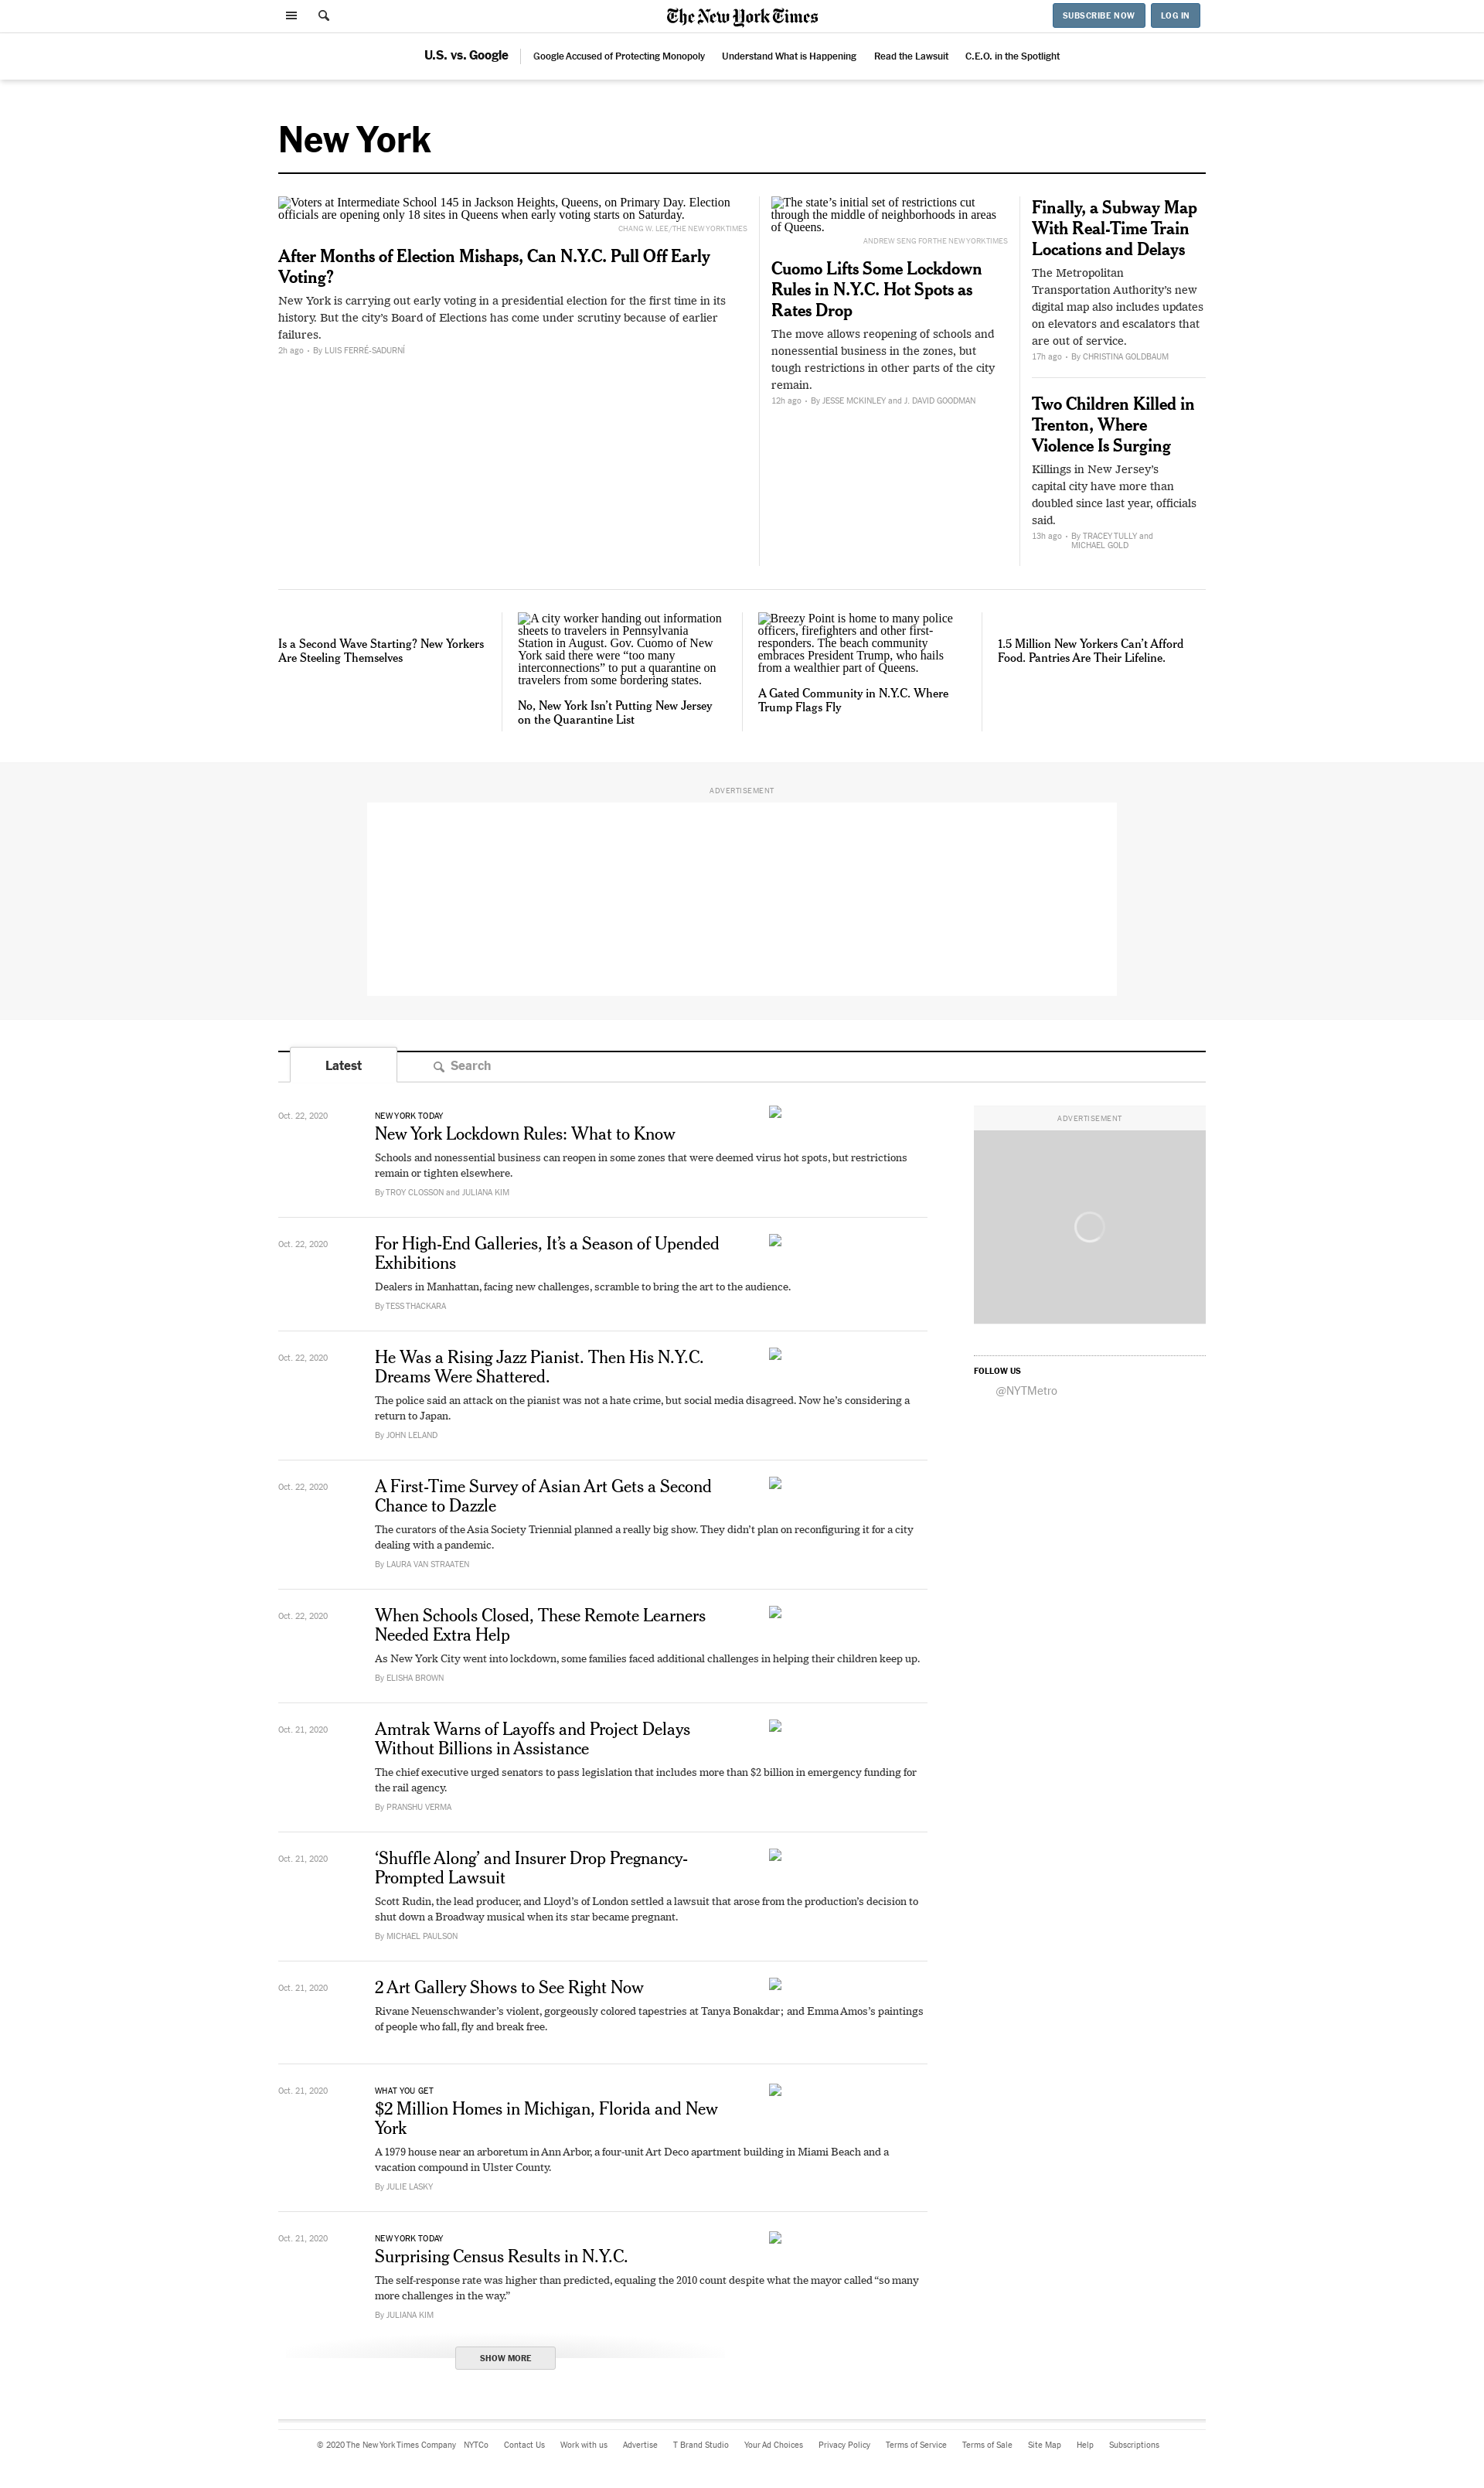 The New York Times
SUBSCRIBE NOW
LOG IN
U.S. vs. Google
Google Accused of Protecting Monopoly
Understand What is Happening
Read the Lawsuit
C.E.O. in the Spotlight
New York
Voters at Intermediate School 145 in Jackson Heights, Queens, on Primary Day. Election
officials are opening only 18 sites in Queens when early voting starts on Saturday.
CHANG W. LEE/THE NEW YORK TIMES
After Months of Election Mishaps, Can N.Y.C. Pull Off Early
Voting?
New York is carrying out early voting in a presidential election for the first time in its
history. But the city’s Board of Elections has come under scrutiny because of earlier
failures.
2h ago • By LUIS FERRÉ-SADURNÍ
The state’s initial set of restrictions cut
through the middle of neighborhoods in areas
of Queens.
ANDREW SENG FOR THE NEW YORK TIMES
Cuomo Lifts Some Lockdown
Rules in N.Y.C. Hot Spots as
Rates Drop
The move allows reopening of schools and
nonessential business in the zones, but
tough restrictions in other parts of the city
remain.
12h ago • By JESSE MCKINLEY and J. DAVID GOODMAN
Finally, a Subway Map
With Real-Time Train
Locations and Delays
The Metropolitan
Transportation Authority’s new
digital map also includes updates
on elevators and escalators that
are out of service.
17h ago • By CHRISTINA GOLDBAUM
Two Children Killed in
Trenton, Where
Violence Is Surging
Killings in New Jersey’s
capital city have more than
doubled since last year, officials
said.
13h ago • By TRACEY TULLY and
MICHAEL GOLD
Is a Second Wave Starting? New Yorkers
Are Steeling Themselves
A city worker handing out information
sheets to travelers in Pennsylvania
Station in August. Gov. Cuomo of New
York said there were “too many
interconnections” to put a quarantine on
travelers from some bordering states.
No, New York Isn’t Putting New Jersey
on the Quarantine List
Breezy Point is home to many police
officers, firefighters and other first-
responders. The beach community
embraces President Trump, who hails
from a wealthier part of Queens.
A Gated Community in N.Y.C. Where
Trump Flags Fly
1.5 Million New Yorkers Can’t Afford
Food. Pantries Are Their Lifeline.
ADVERTISEMENT
Latest
Search
Oct. 22, 2020
NEW YORK TODAY
New York Lockdown Rules: What to Know
Schools and nonessential business can reopen in some zones that were deemed virus hot spots, but restrictions
remain or tighten elsewhere.
By TROY CLOSSON and JULIANA KIM
ADVERTISEMENT
Oct. 22, 2020
For High-End Galleries, It’s a Season of Upended
Exhibitions
Dealers in Manhattan, facing new challenges, scramble to bring the art to the audience.
By TESS THACKARA
Oct. 22, 2020
He Was a Rising Jazz Pianist. Then His N.Y.C.
Dreams Were Shattered.
The police said an attack on the pianist was not a hate crime, but social media disagreed. Now he’s considering a
return to Japan.
By JOHN LELAND
FOLLOW US
@NYTMetro
Oct. 22, 2020
A First-Time Survey of Asian Art Gets a Second
Chance to Dazzle
The curators of the Asia Society Triennial planned a really big show. They didn’t plan on reconfiguring it for a city
dealing with a pandemic.
By LAURA VAN STRAATEN
Oct. 22, 2020
When Schools Closed, These Remote Learners
Needed Extra Help
As New York City went into lockdown, some families faced additional challenges in helping their children keep up.
By ELISHA BROWN
Oct. 21, 2020
Amtrak Warns of Layoffs and Project Delays
Without Billions in Assistance
The chief executive urged senators to pass legislation that includes more than $2 billion in emergency funding for
the rail agency.
By PRANSHU VERMA
Oct. 21, 2020
‘Shuffle Along’ and Insurer Drop Pregnancy-
Prompted Lawsuit
Scott Rudin, the lead producer, and Lloyd’s of London settled a lawsuit that arose from the production’s decision to
shut down a Broadway musical when its star became pregnant.
By MICHAEL PAULSON
Oct. 21, 2020
2 Art Gallery Shows to See Right Now
Rivane Neuenschwander’s violent, gorgeously colored tapestries at Tanya Bonakdar; and Emma Amos’s paintings
of people who fall, fly and break free.
Oct. 21, 2020
WHAT YOU GET
$2 Million Homes in Michigan, Florida and New
York
A 1979 house near an arboretum in Ann Arbor, a four-unit Art Deco apartment building in Miami Beach and a
vacation compound in Ulster County.
By JULIE LASKY
Oct. 21, 2020
NEW YORK TODAY
Surprising Census Results in N.Y.C.
The self-response rate was higher than predicted, equaling the 2010 count despite what the mayor called “so many
more challenges in the way.”
By JULIANA KIM
SHOW MORE
© 2020 The New York Times Company
NYTCo
Contact Us
Work with us
Advertise
T Brand Studio
Your Ad Choices
Privacy Policy
Terms of Service
Terms of Sale
Site Map
Help
Subscriptions